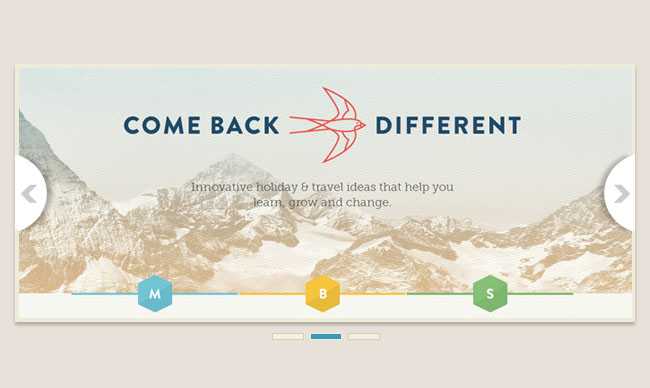 COME BACK DIFFERENT
Innovative holiday & travel ideas that help you
learn, grow and change.
M B S